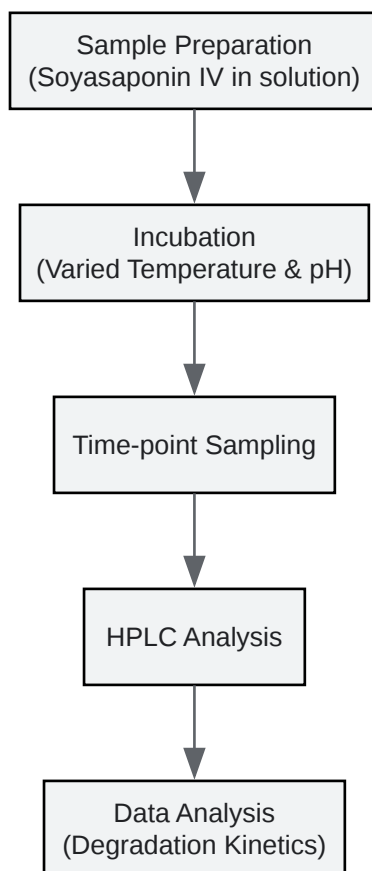 Sample Preparation
(Soyasaponin IV in solution)
Incubation
(Varied Temperature & pH)
Time-point Sampling
HPLC Analysis
Data Analysis
(Degradation Kinetics)